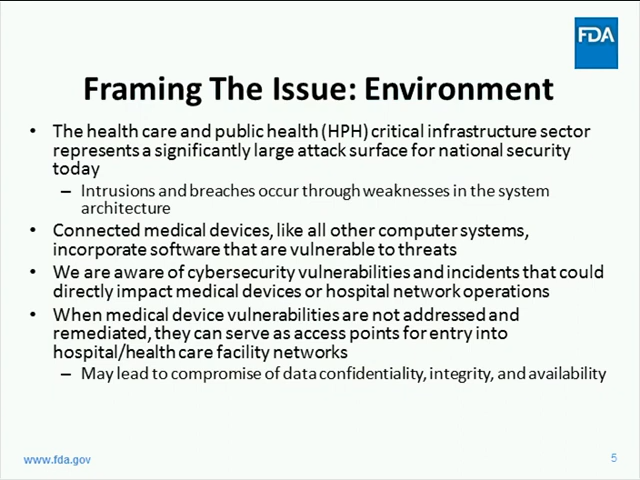 FDA
Framing The Issue: Environment
• The health care and public health (HPH) critical infrastructure sector
represents a significantly large attack surface for national security
today
– Intrusions and breaches occur through weaknesses in the system
architecture
• Connected medical devices, like all other computer systems,
incorporate software that are vulnerable to threats
• We are aware of cybersecurity vulnerabilities and incidents that could
directly impact medical devices or hospital network operations
• When medical device vulnerabilities are not addressed and
remediated, they can serve as access points for entry into
hospital/health care facility networks
– May lead to compromise of data confidentiality, integrity, and availability
www.fda.gov
5